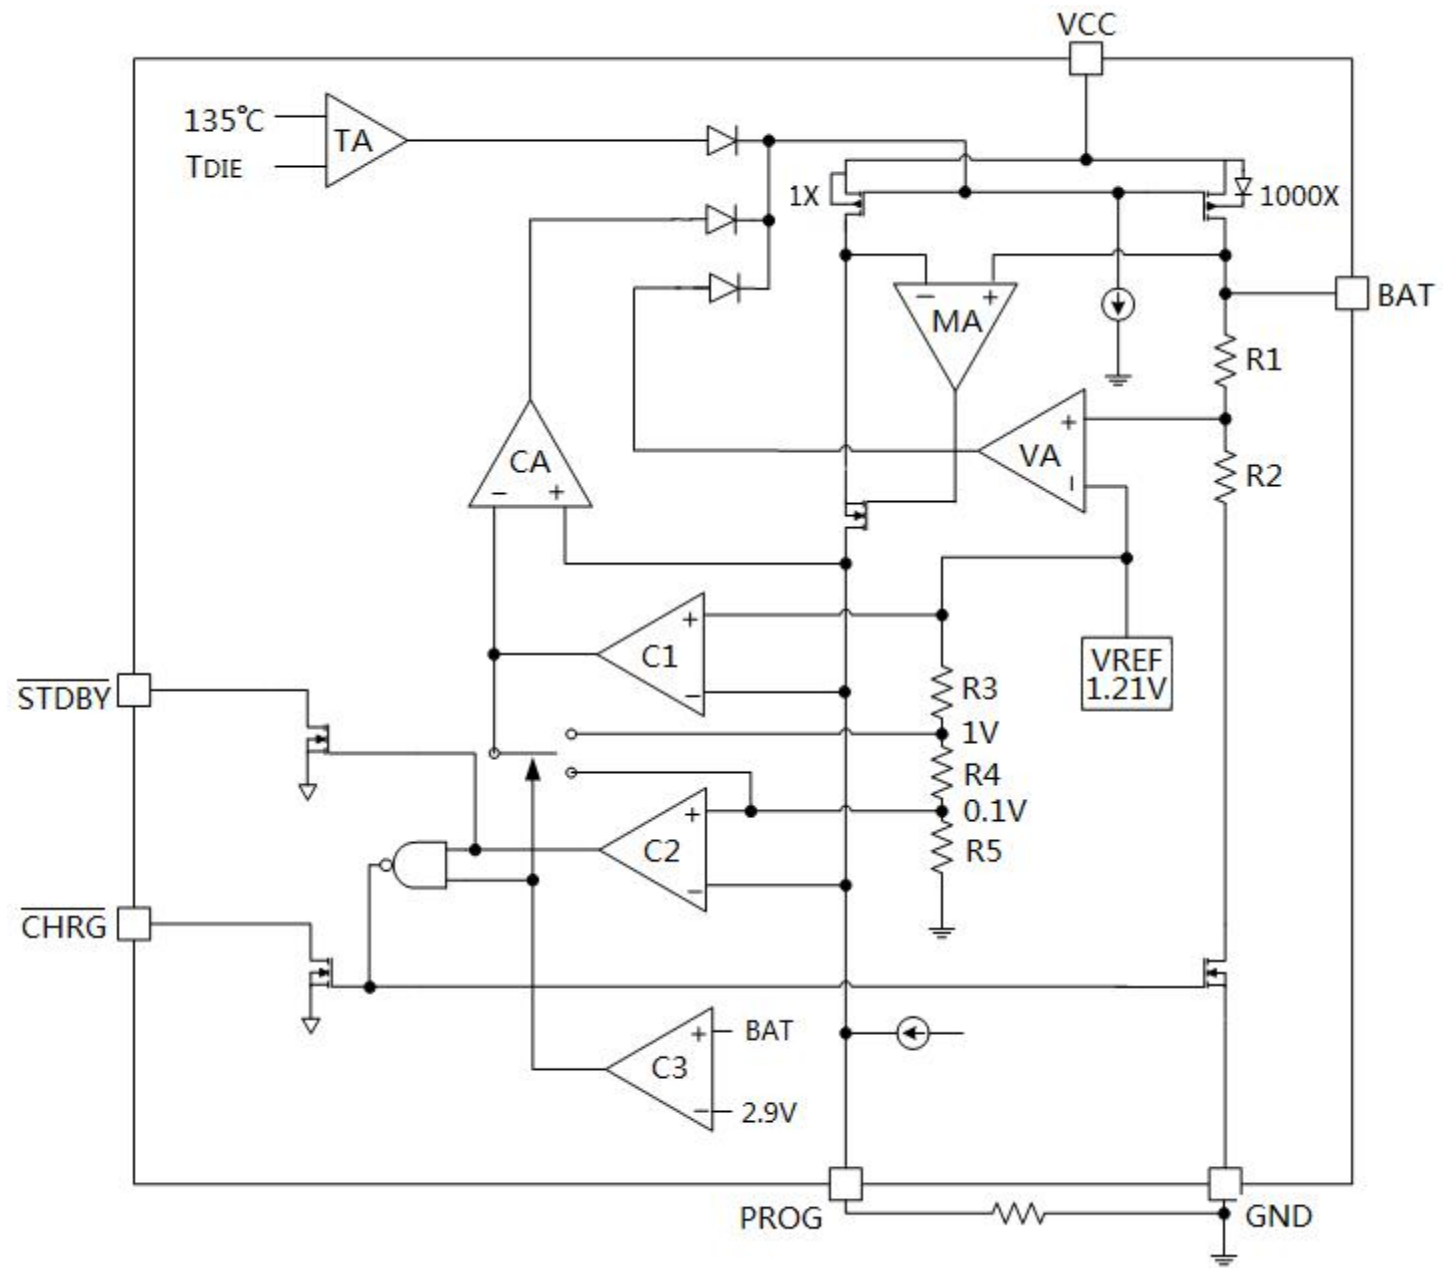 VCC
135°C
TA
TDIE
1X
1000X
BAT
− +
MA
R1
+
VA
−
R2
CA
− +
+
C1
−
VREF
1.21V
R3
STDBY
1V
R4
0.1V
+
C2
−
R5
CHRG
+ BAT
C3
− 2.9V
PROG
GND